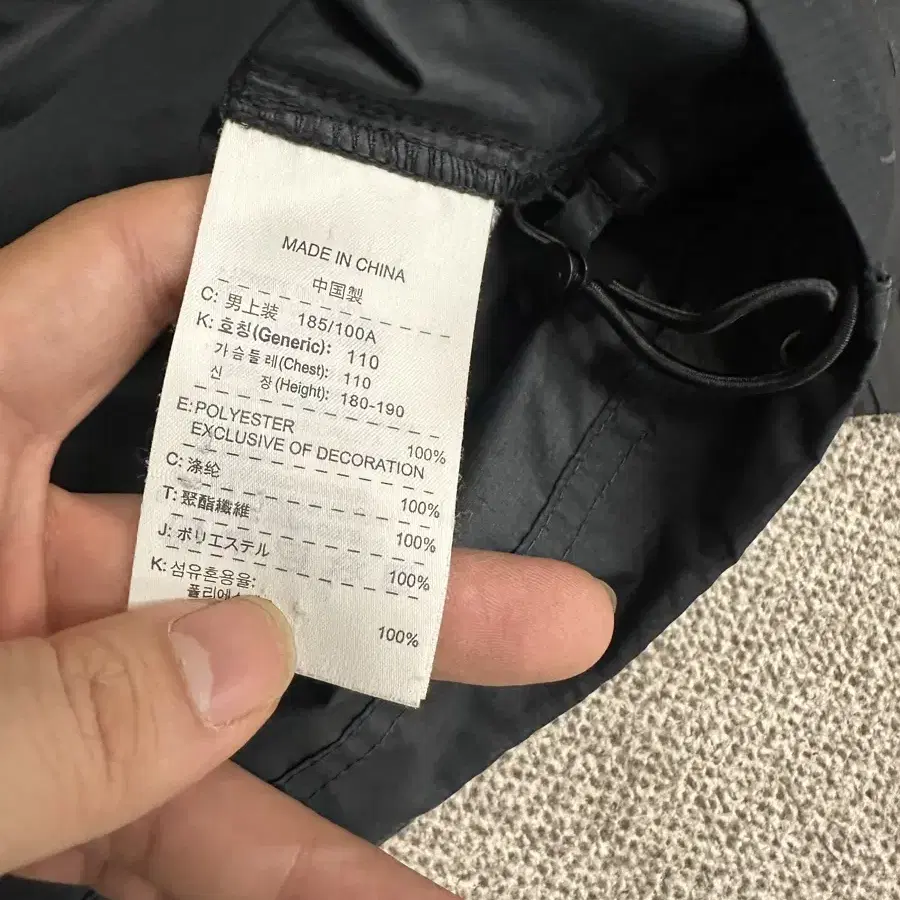 MADE IN CHINA
中国製
C: 男上装 185/100A
K: 호칭(Generic): 110
가슴둘레(Chest): 110
신 장(Height): 180-190
E:POLYESTER 100%
EXCLUSIVE OF DECORATION
C: 涤纶 100%
T: 聚酯纖維 100%
J: ポリエステル 100%
K: 섬유혼용율:
100%